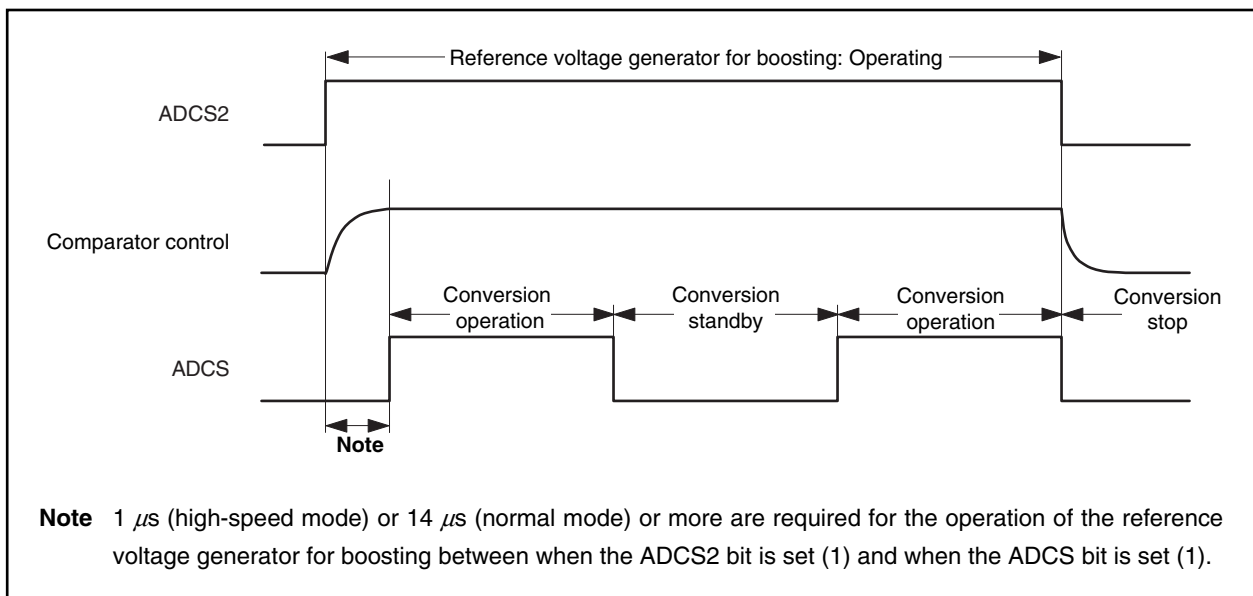 Reference voltage generator for boosting: Operating
ADCS2
Comparator control
Conversion
operation
Conversion
standby
Conversion
operation
Conversion
stop
ADCS
Note
Note 1 μs (high-speed mode) or 14 μs (normal mode) or more are required for the operation of the reference
voltage generator for boosting between when the ADCS2 bit is set (1) and when the ADCS bit is set (1).